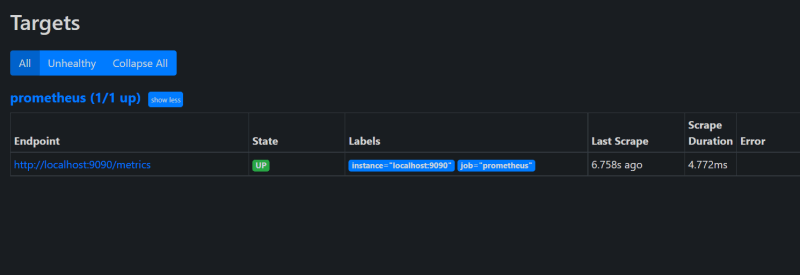 Targets
All Unhealthy Collapse All
prometheus (1/1 up) show less
Endpoint State Labels Last Scrape Scrape Duration Error
http://localhost:9090/metrics UP instance="localhost:9090" job="prometheus" 6.758s ago 4.772ms